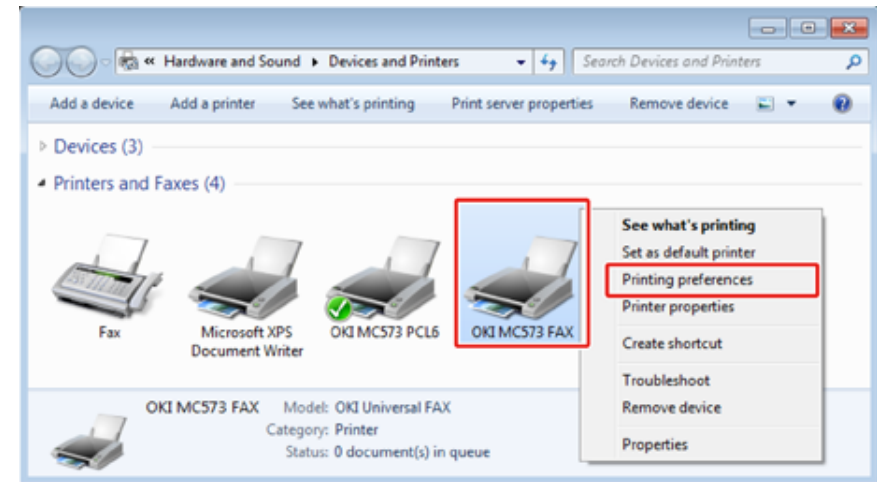 « Hardware and Sound ▸ Devices and Printers
Search Devices and Printers
Add a device Add a printer See what's printing Print server properties Remove device
Devices (3)
Printers and Faxes (4)
Fax
Microsoft XPS
Document Writer
OKI MC573 PCL6
OKI MC573 FAX
See what's printing
Set as default printer
Printing preferences
Printer properties
Create shortcut
Troubleshoot
Remove device
Properties
OKI MC573 FAX Model: OKI Universal FAX
Category: Printer
Status: 0 document(s) in queue